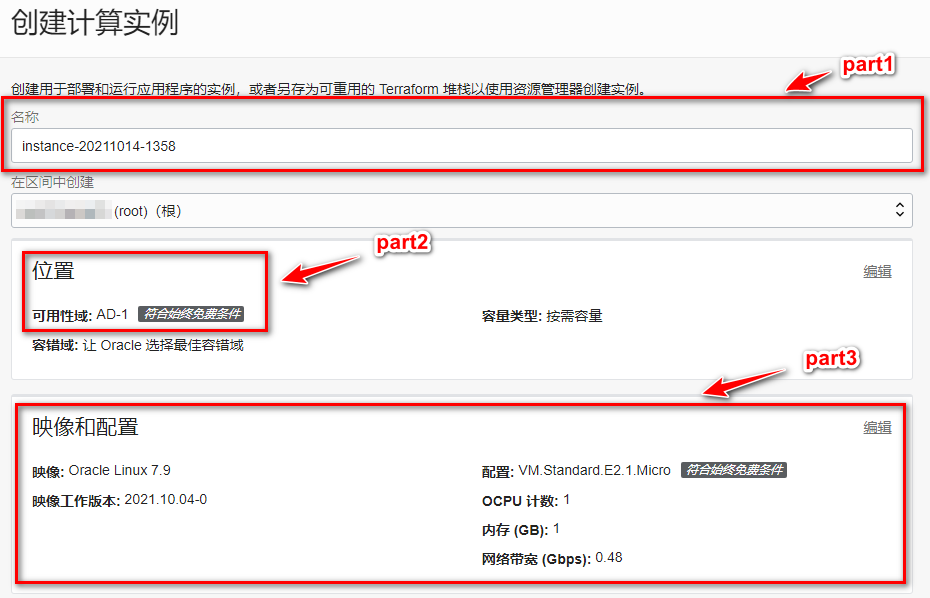 创建计算实例
part1
创建用于部署和运行应用程序的实例，或者另存为可重用的 Terraform 堆栈以使用资源管理器创建实例。
名称
instance-20211014-1358
在区间中创建
(root)（根）
part2
位置
编辑
可用性域: AD-1 符合始终免费条件
容量类型: 按需容量
容错域: 让 Oracle 选择最佳容错域
part3
映像和配置
编辑
映像: Oracle Linux 7.9
配置: VM.Standard.E2.1.Micro 符合始终免费条件
映像工作版本: 2021.10.04-0
OCPU 计数: 1
内存 (GB): 1
网络带宽 (Gbps): 0.48